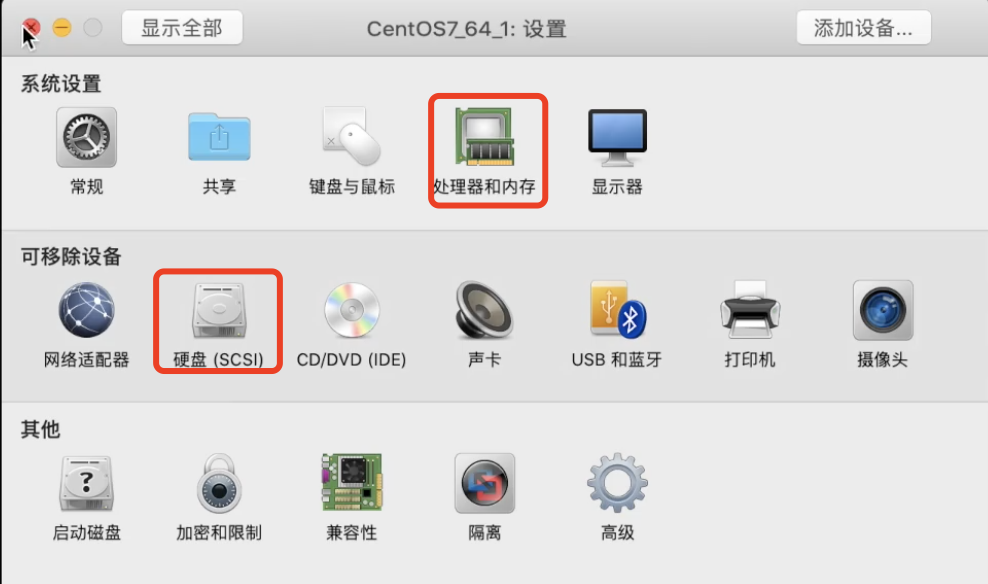 显示全部
CentOS7_64_1: 设置
添加设备...
系统设置
常规
共享
键盘与鼠标
处理器和内存
显示器
可移除设备
网络适配器
硬盘 (SCSI)
CD/DVD (IDE)
声卡
USB 和蓝牙
打印机
摄像头
其他
启动磁盘
加密和限制
兼容性
隔离
高级